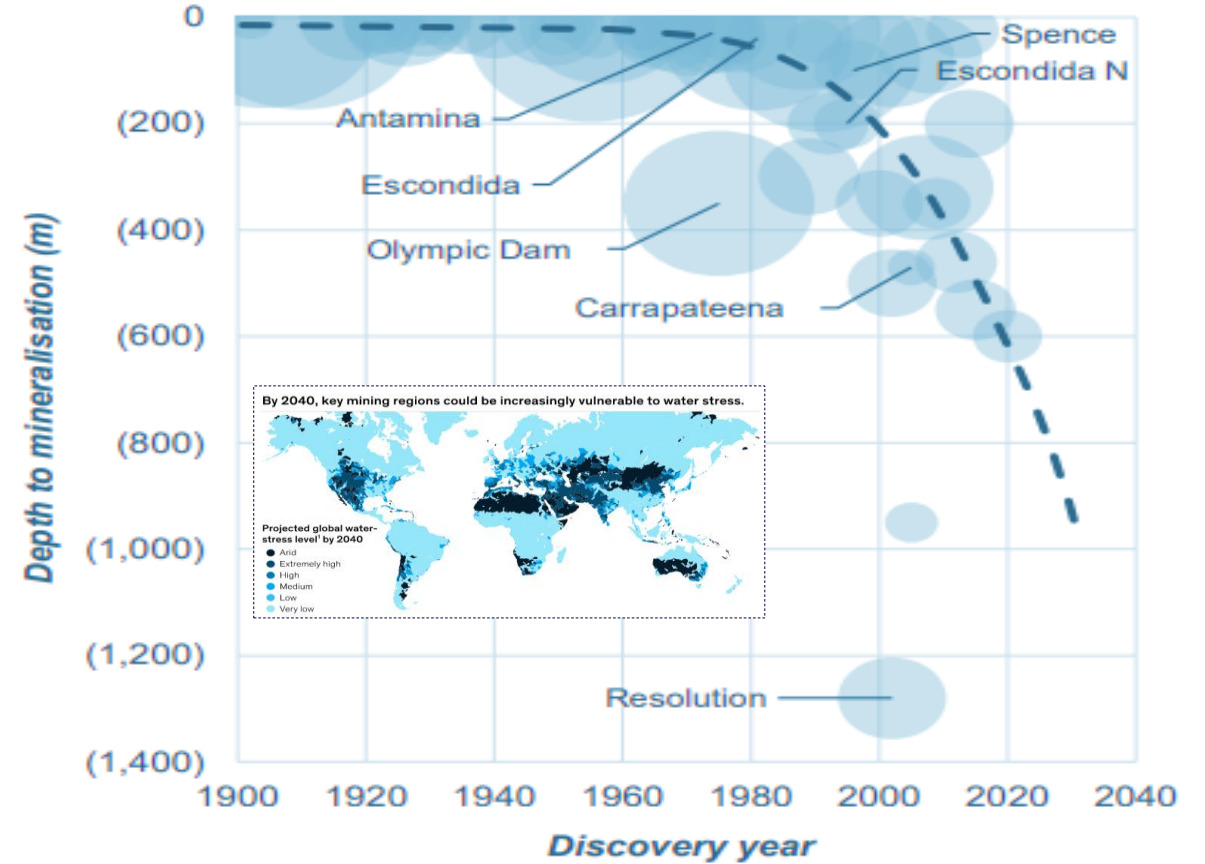 0
Spence
Escondida N
Antamina
(200)
Escondida
(400)
Olympic Dam
Carrapateena
(600)
Depth to mineralisation (m)
By 2040, key mining regions could be increasingly vulnerable to water stress.
(800)
Projected global water-
stress level¹ by 2040
Arid
Extremely high
High
Medium
Low
Very low
(1,000)
(1,200)
Resolution
(1,400)
1900 1920 1940 1960 1980 2000 2020 2040
Discovery year